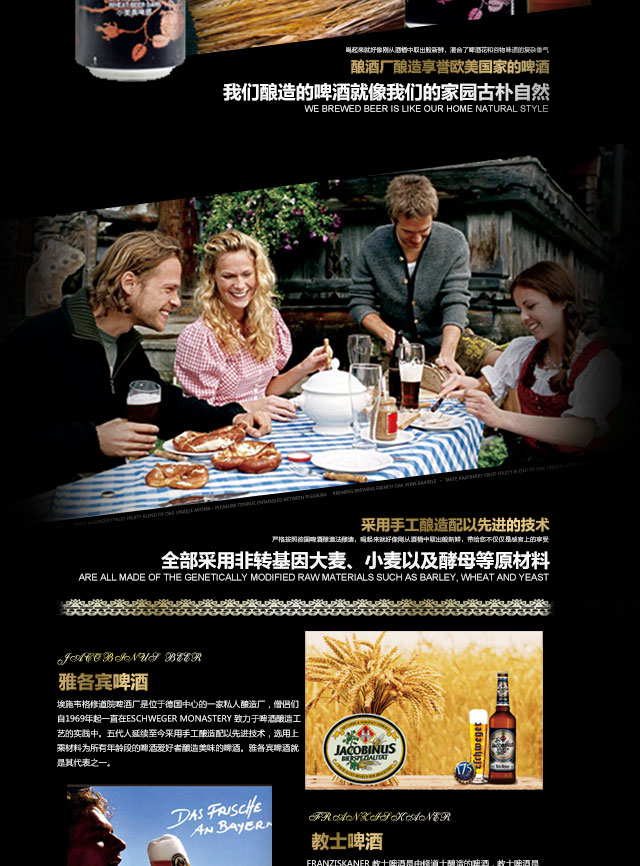 WHEAT BEER DARK
小麦黑啤酒
喝起来就好像刚从酒桶中取出般新鲜，混合了啤酒花和谷物啤酒的复杂香气
酿酒厂酿造享誉欧美国家的啤酒
我们酿造的啤酒就像我们的家园古朴自然
WE BREWED BEER IS LIKE OUR HOME NATURAL STYLE
采用手工酿造配以先进的技术
严格按照德国啤酒酿造法酿造，喝起来就好像刚从酒桶中取出般新鲜，带给您不仅仅是感官上的享受
全部采用非转基因大麦、小麦以及酵母等原材料
ARE ALL MADE OF THE GENETICALLY MODIFIED RAW MATERIALS SUCH AS BARLEY, WHEAT AND YEAST
JACOBINUS BEER
雅各宾啤酒
埃施韦格修道院啤酒厂是位于德国中心的一家私人酿造厂，僧侣们
自1969年起一直在ESCHWEGER MONASTERY 致力于啤酒酿造工
艺的实践中。五代人延续至今采用手工酿造配以先进技术，选用上
乘材料为所有年龄段的啤酒爱好者酿造美味的啤酒。雅各宾啤酒就
是其代表之一。
JACOBINUS
BIERSPEZIALITÄT
eschweger
175
DAS FRISCHE
AN BAYERN
FRANZISKANER
教士啤酒
FRANZISKANER 教士啤酒是由修道士酿造的啤酒，教士啤酒是